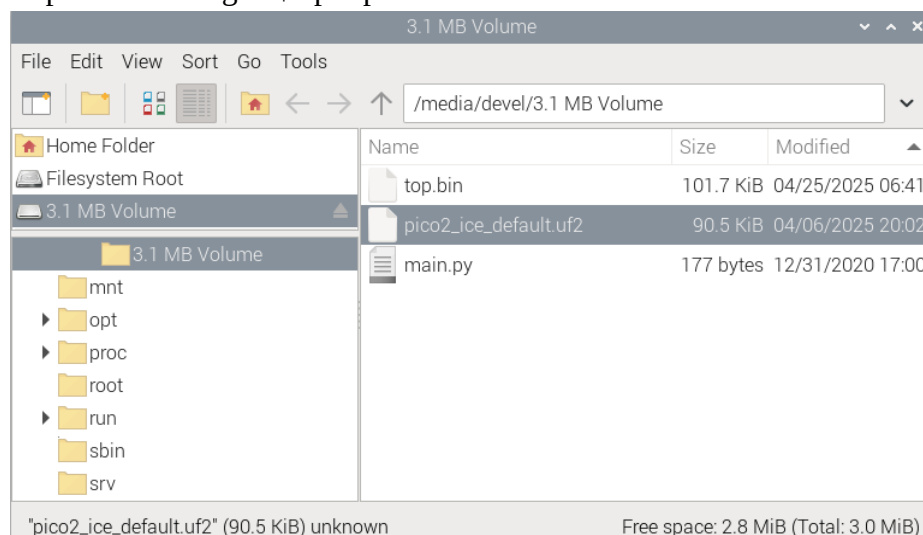 3.1 MB Volume
File Edit View Sort Go Tools
/media/devel/3.1 MB Volume
Home Folder
Filesystem Root
3.1 MB Volume
3.1 MB Volume
mnt
opt
proc
root
run
sbin
srv
Name Size Modified
top.bin 101.7 KiB 04/25/2025 06:41
pico2_ice_default.uf2 90.5 KiB 04/06/2025 20:02
main.py 177 bytes 12/31/2020 17:00
"pico2_ice_default.uf2" (90.5 KiB) unknown Free space: 2.8 MiB (Total: 3.0 MiB)